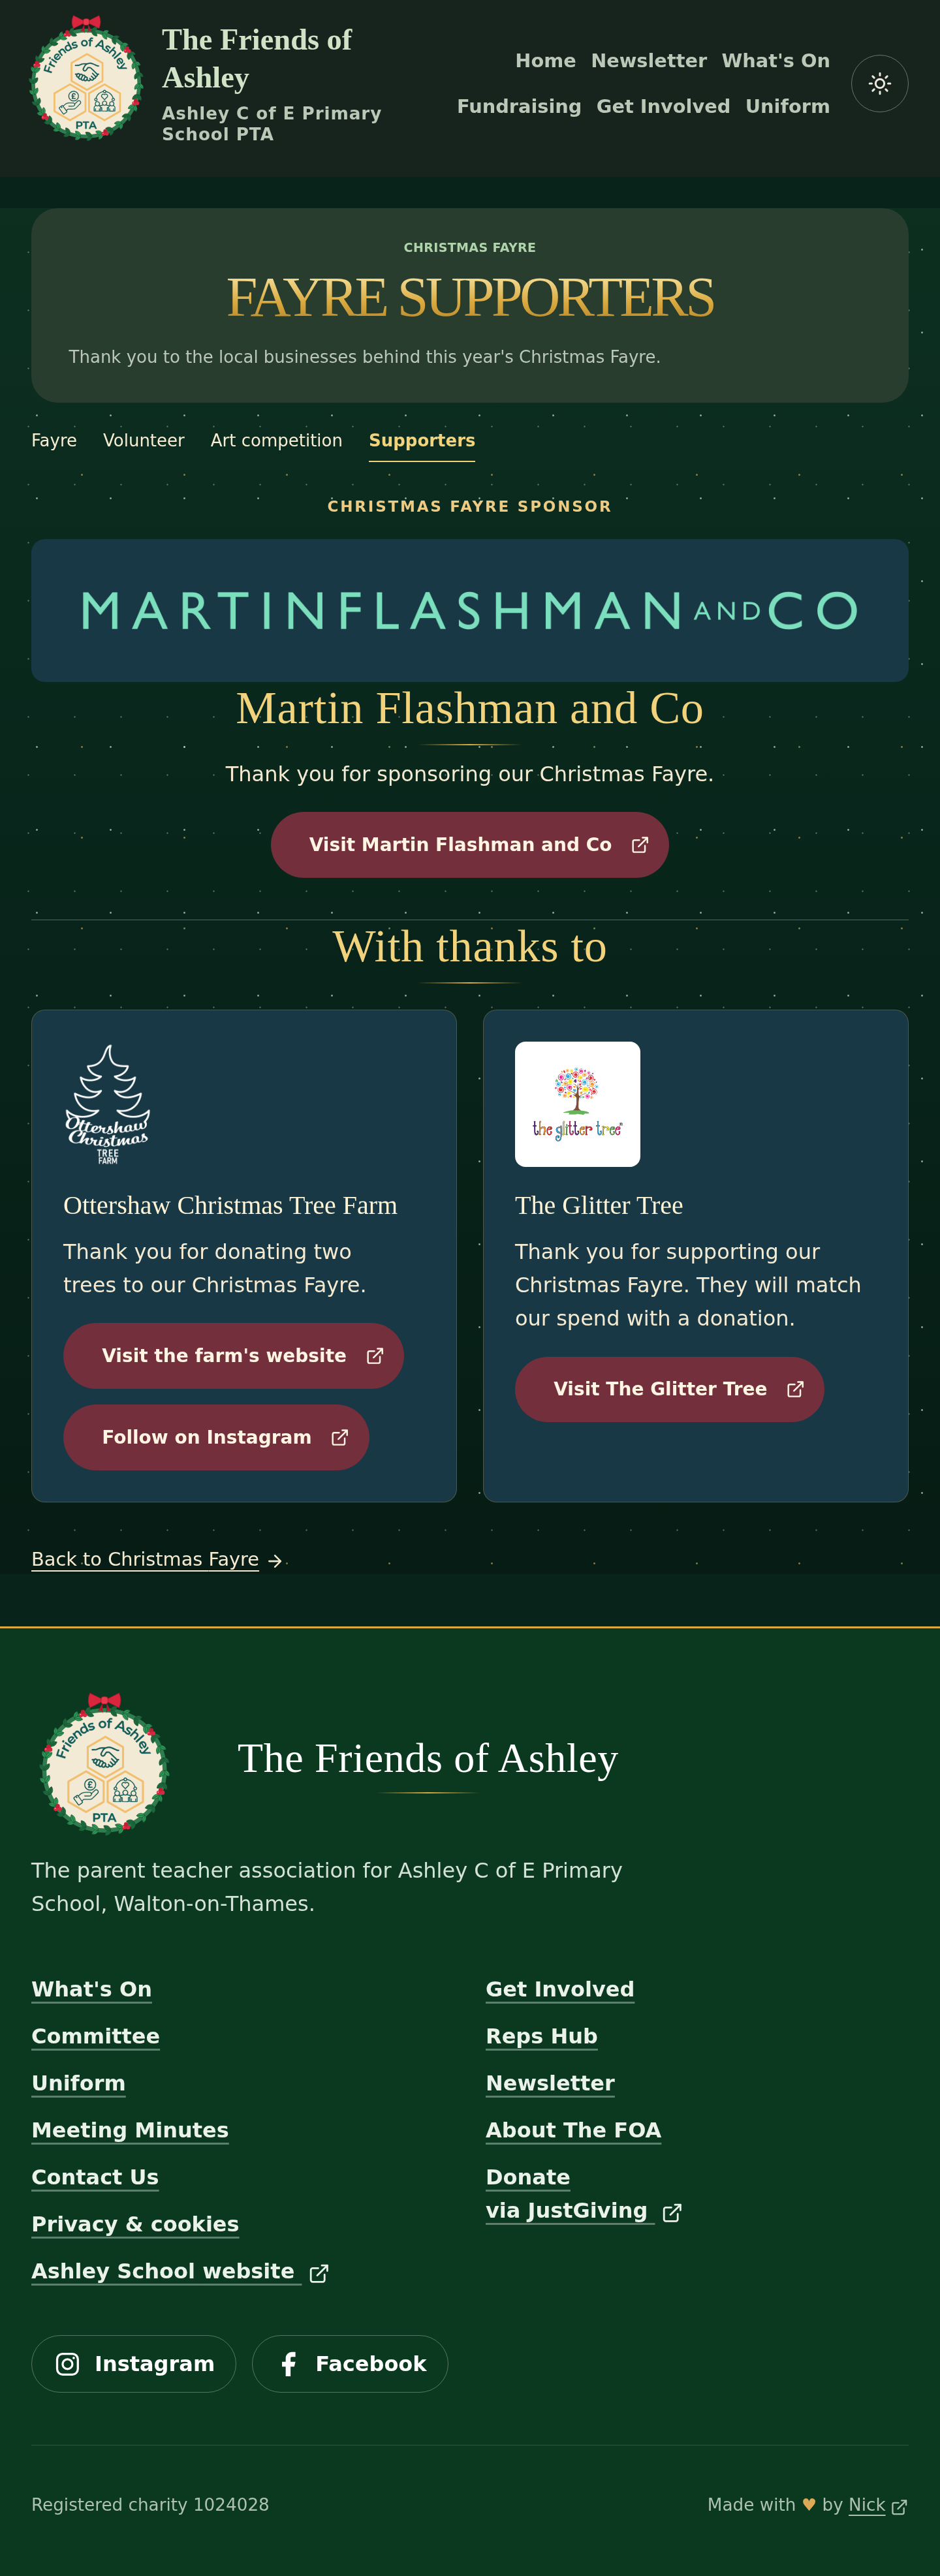 Friends of Ashley
PTA
The Friends of
Ashley
Ashley C of E Primary
School PTA
Home Newsletter What's On
Fundraising Get Involved Uniform
CHRISTMAS FAYRE
FAYRE SUPPORTERS
Thank you to the local businesses behind this year's Christmas Fayre.
Fayre Volunteer Art competition Supporters
CHRISTMAS FAYRE SPONSOR
MARTINFLASHMANANDCO
Martin Flashman and Co
Thank you for sponsoring our Christmas Fayre.
Visit Martin Flashman and Co
With thanks to
Ottershaw
Christmas
TREE
FARM
Ottershaw Christmas Tree Farm
Thank you for donating two
trees to our Christmas Fayre.
Visit the farm's website
Follow on Instagram
the glitter tree
The Glitter Tree
Thank you for supporting our
Christmas Fayre. They will match
our spend with a donation.
Visit The Glitter Tree
Back to Christmas Fayre
Friends of Ashley
£
PTA
The Friends of Ashley
The parent teacher association for Ashley C of E Primary
School, Walton-on-Thames.
What's On
Committee
Uniform
Meeting Minutes
Contact Us
Privacy & cookies
Ashley School website
Get Involved
Reps Hub
Newsletter
About The FOA
Donate
via JustGiving
Instagram
Facebook
Registered charity 1024028
Made with ♥ by Nick